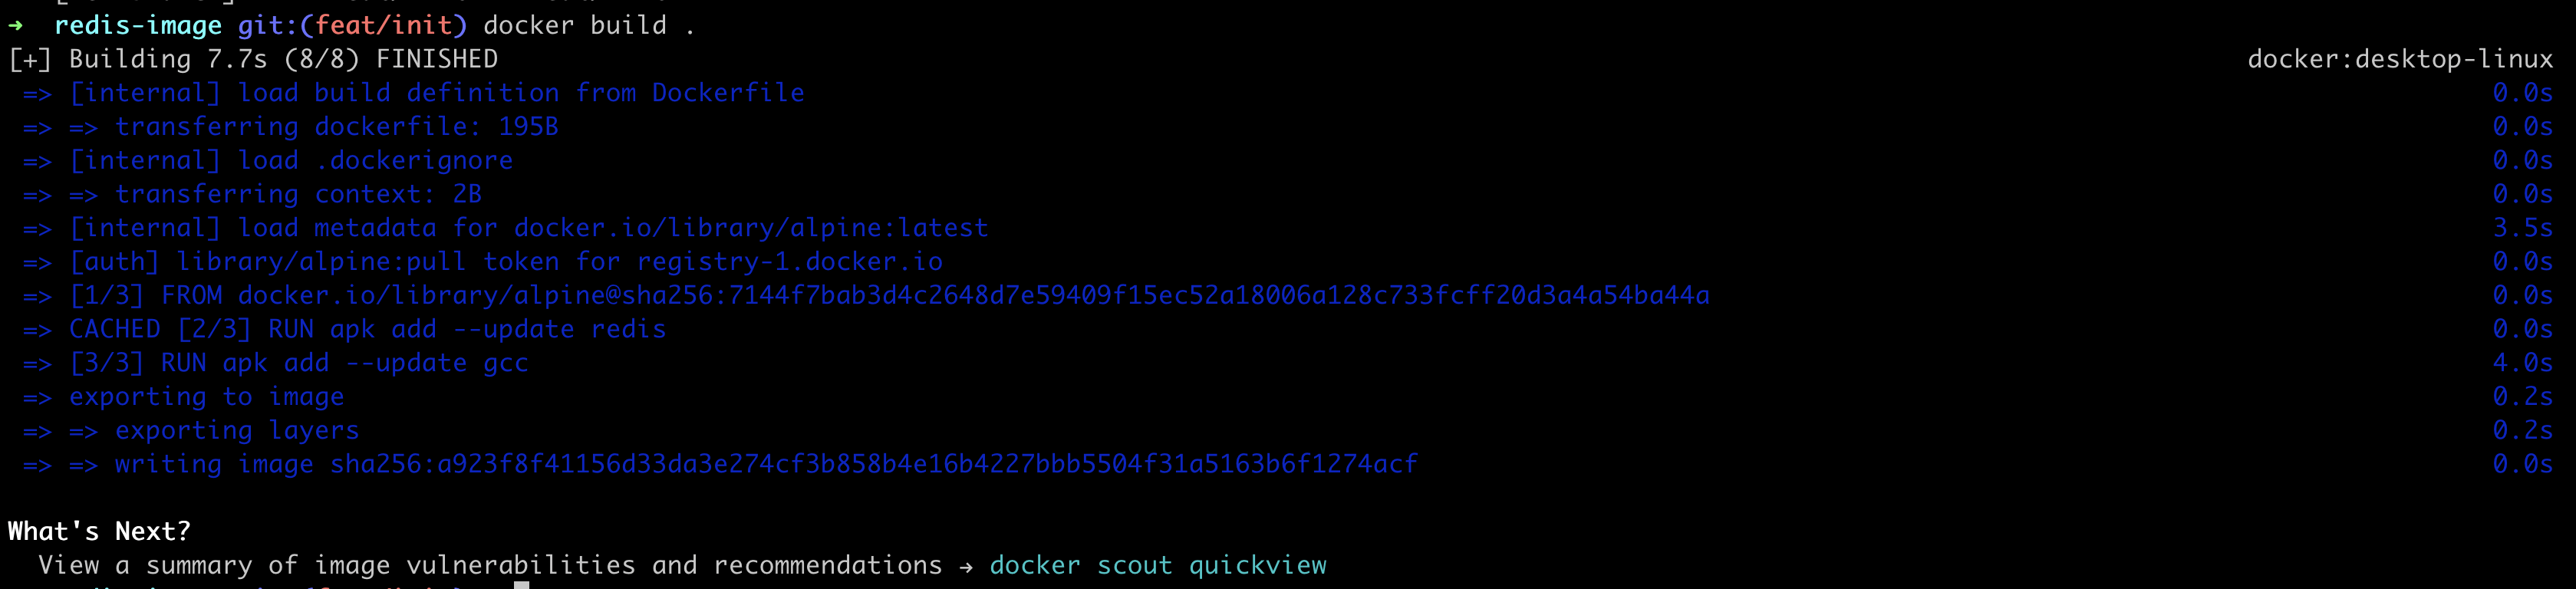 ➜ redis-image git:(feat/init) docker build .
[+] Building 7.7s (8/8) FINISHED docker:desktop-linux
=> [internal] load build definition from Dockerfile 0.0s
=> => transferring dockerfile: 195B 0.0s
=> [internal] load .dockerignore 0.0s
=> => transferring context: 2B 0.0s
=> [internal] load metadata for docker.io/library/alpine:latest 3.5s
=> [auth] library/alpine:pull token for registry-1.docker.io 0.0s
=> [1/3] FROM docker.io/library/alpine@sha256:7144f7bab3d4c2648d7e59409f15ec52a18006a128c733fcff20d3a4a54ba44a 0.0s
=> CACHED [2/3] RUN apk add --update redis 0.0s
=> [3/3] RUN apk add --update gcc 4.0s
=> exporting to image 0.2s
=> => exporting layers 0.2s
=> => writing image sha256:a923f8f41156d33da3e274cf3b858b4e16b4227bbb5504f31a5163b6f1274acf 0.0s
What's Next?
View a summary of image vulnerabilities and recommendations → docker scout quickview